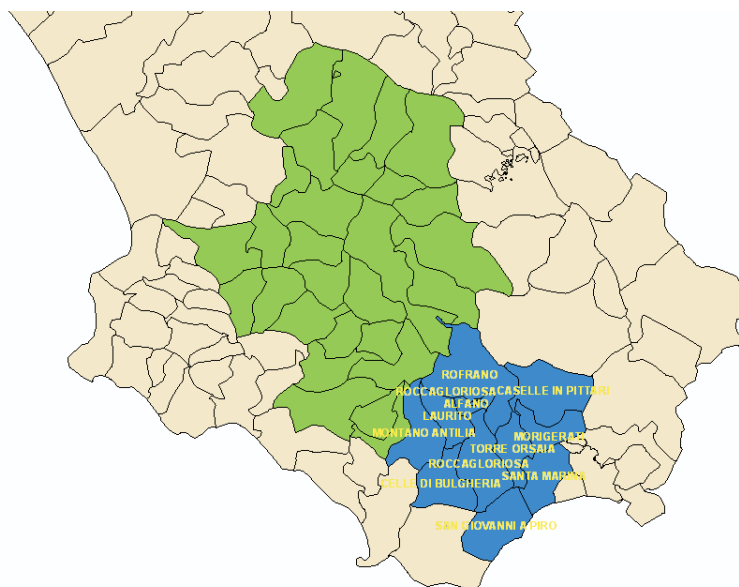 ROFRANO
ROCCAGLORIOSA
CASELLE IN PITTARI
ALFANO
LAURITO
MONTANO ANTILIA
MORIGERATI
TORRE ORSAIA
ROCCAGLORIOSA
SANTA MARINA
CELLE DI BULGHERIA
SAN GIOVANNI A PIRO